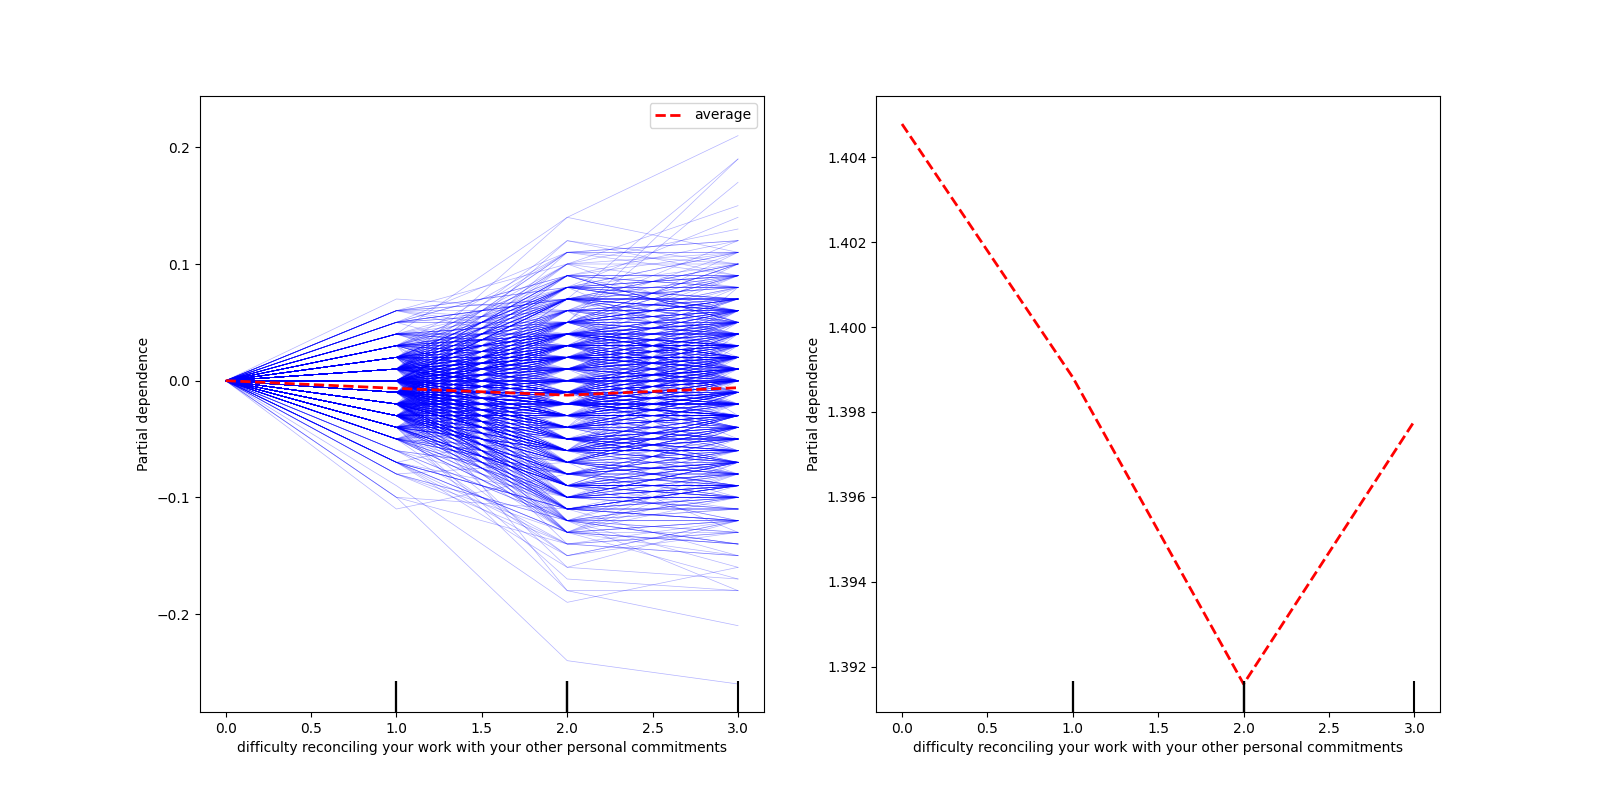 average
Partial dependence
0.2
0.1
0.0
−0.1
−0.2
0.0 0.5 1.0 1.5 2.0 2.5 3.0
difficulty reconciling your work with your other personal commitments
Partial dependence
1.404
1.402
1.400
1.398
1.396
1.394
1.392
0.0 0.5 1.0 1.5 2.0 2.5 3.0
difficulty reconciling your work with your other personal commitments